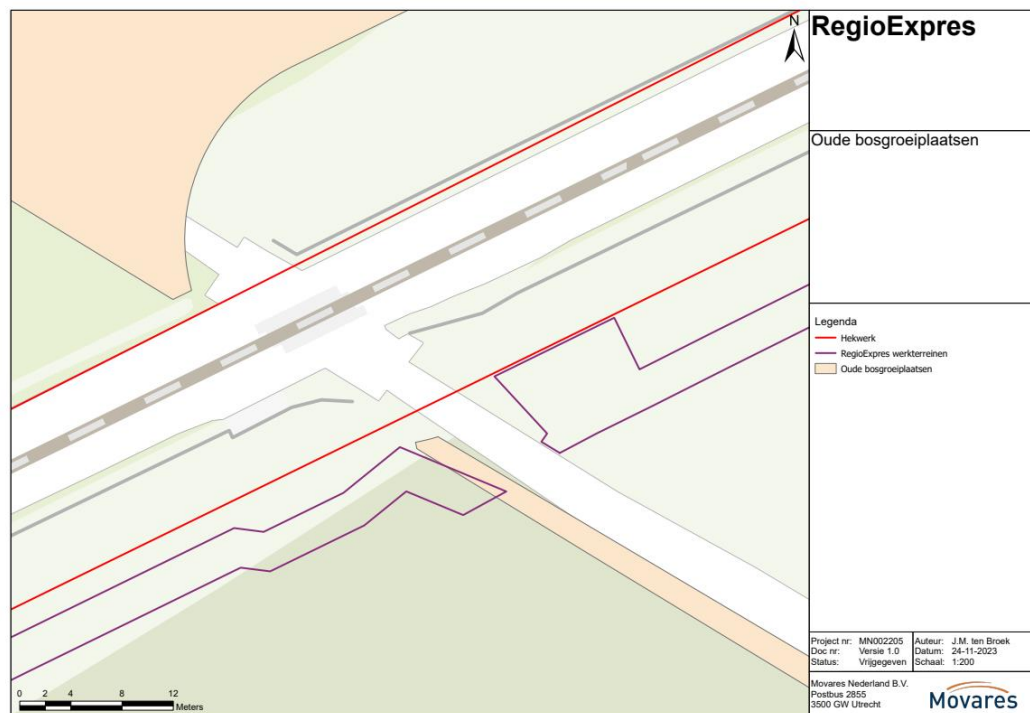 RegioExpres
N
Oude bosgroeiplaatsen
Legenda
Hekwerk
RegioExpres werkterreinen
Oude bosgroeiplaatsen
0 2 4 8 12
Meters
Project nr: MN002205 Auteur: J.M. ten Broek
Doc nr: Versie 1.0 Datum: 24-11-2023
Status: Vrijgegeven Schaal: 1:200
Movares Nederland B.V.
Postbus 2855
3500 GW Utrecht
Movares